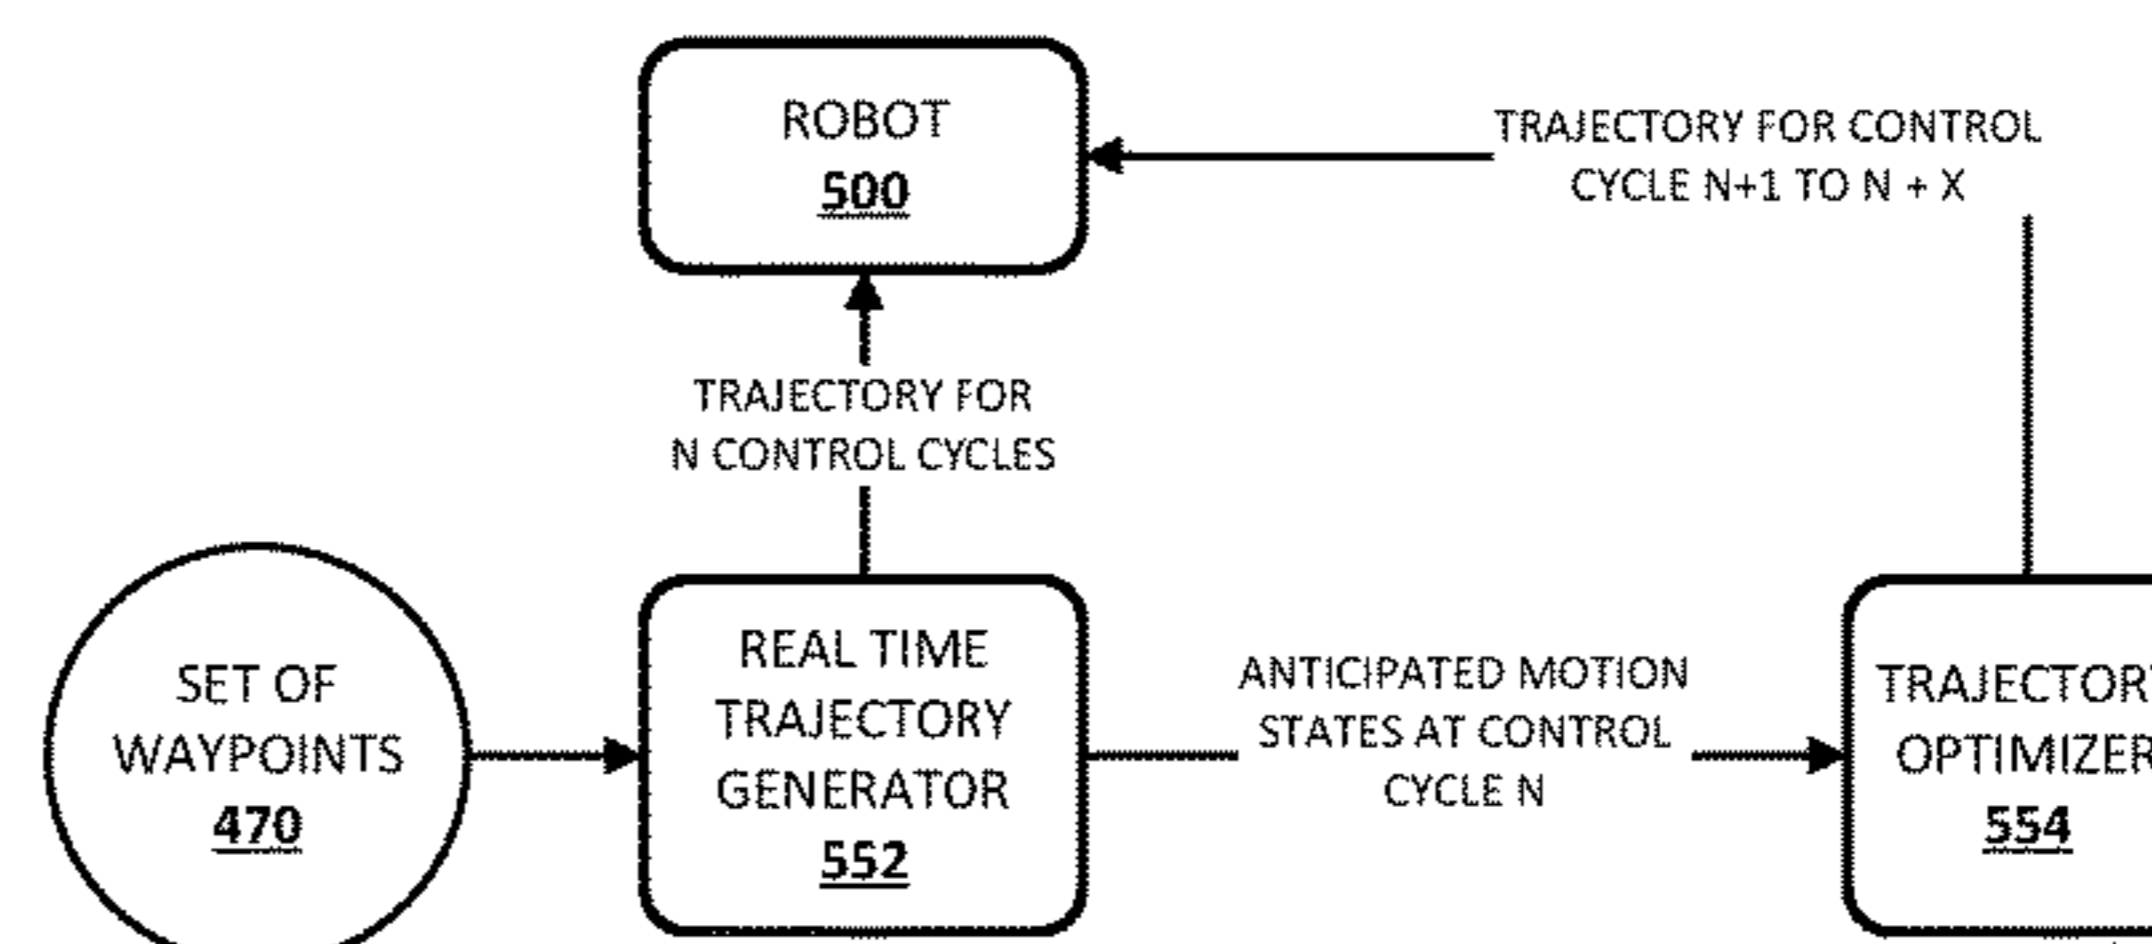 ROBOT
500
TRAJECTORY FOR CONTROL
CYCLE N+1 TO N + X
TRAJECTORY FOR
N CONTROL CYCLES
SET OF
WAYPOINTS
470
REAL TIME
TRAJECTORY
GENERATOR
552
ANTICIPATED MOTION
STATES AT CONTROL
CYCLE N
TRAJECTORY
OPTIMIZER
554